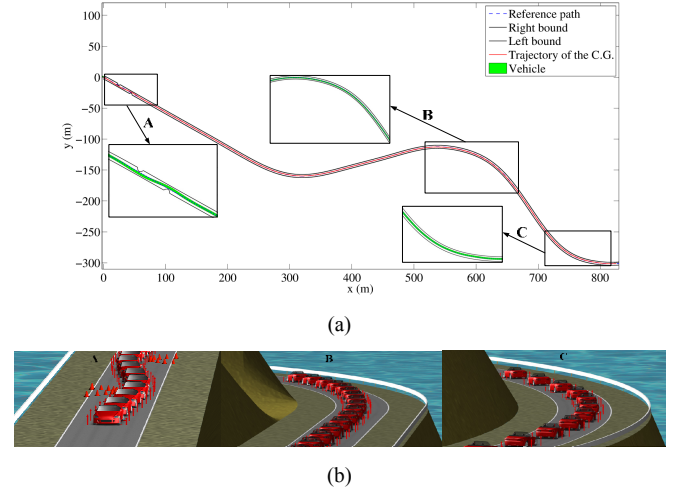 100
50
0
−50
−100
−150
−200
−250
−300
y (m)
0
100
200
300
400
500
600
700
800
x (m)
Reference path
Right bound
Left bound
Trajectory of the C.G.
Vehicle
A
B
C
(a)
A
B
C
(b)